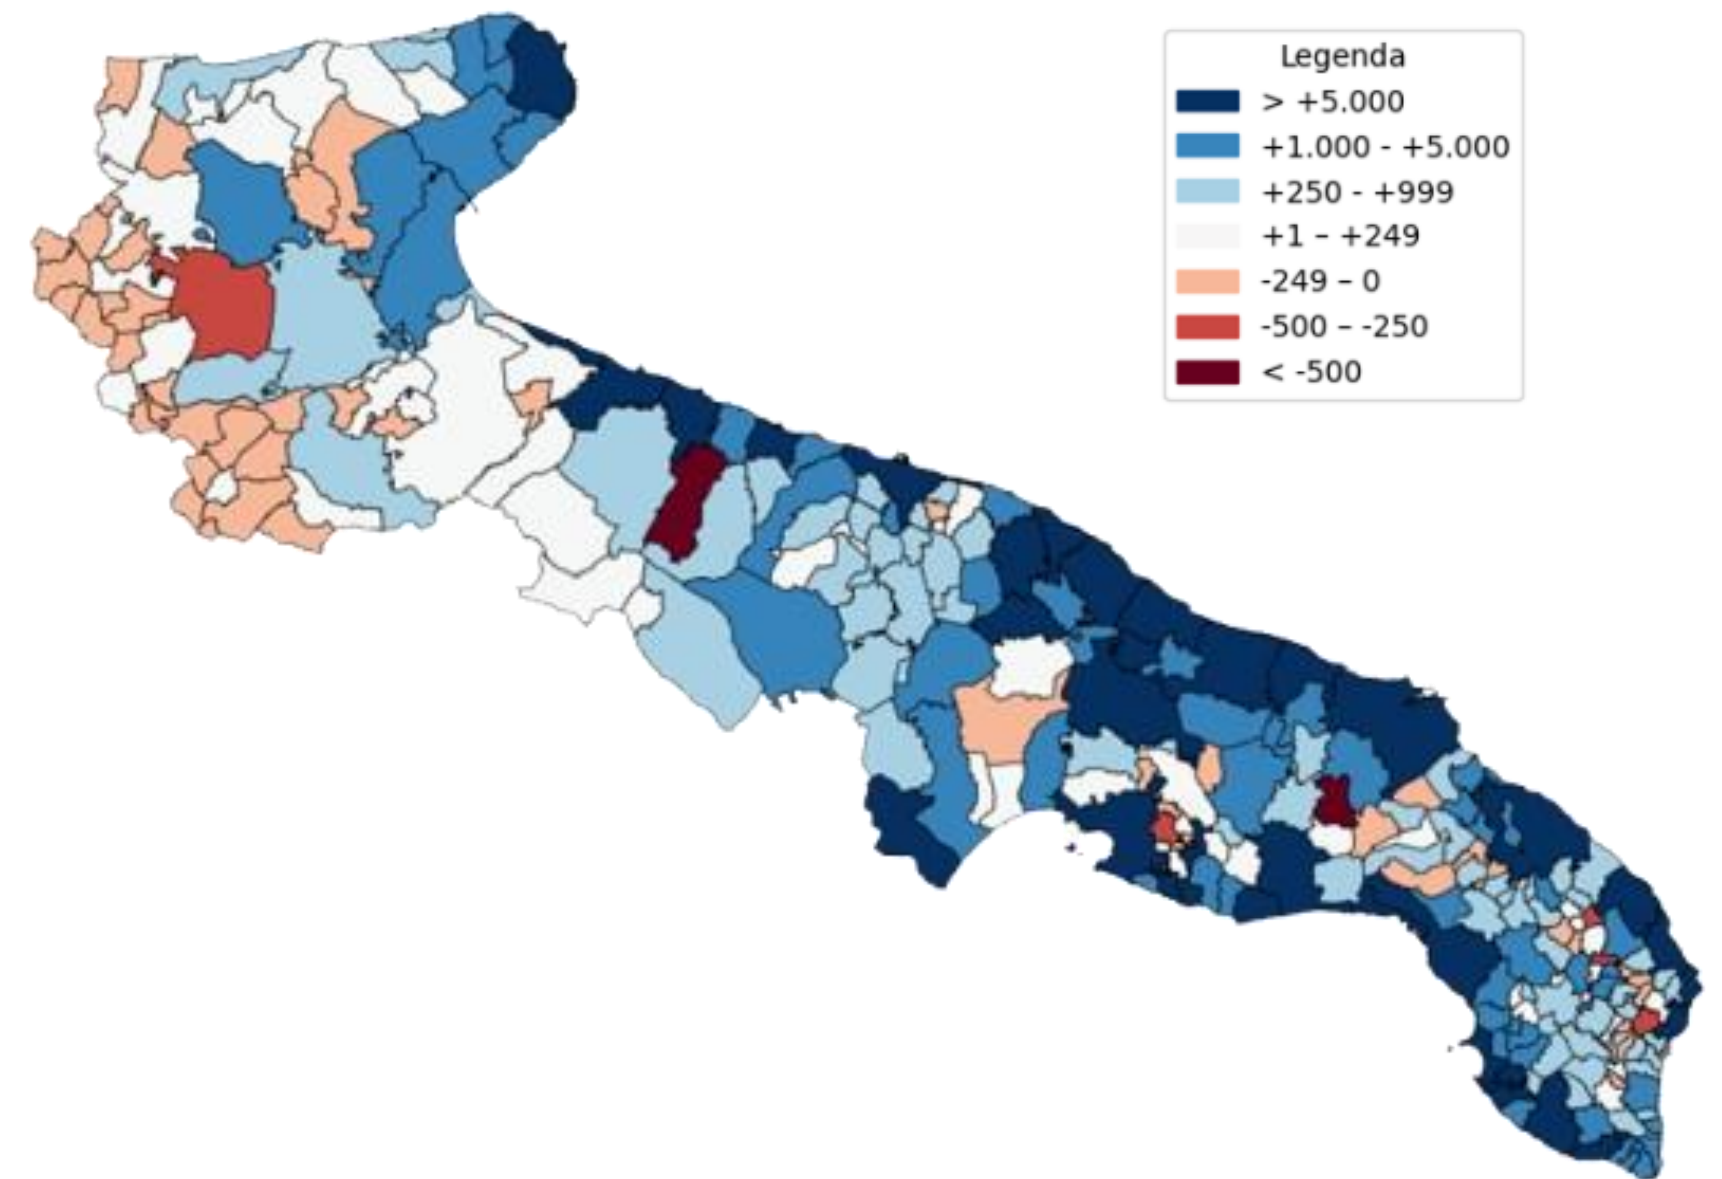 Legenda
> +5.000
+1.000 - +5.000
+250 - +999
+1 – +249
-249 – 0
-500 – -250
< -500